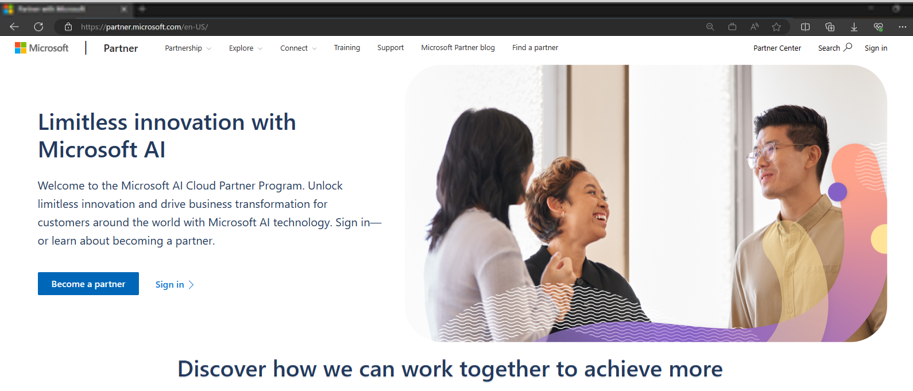 Partner with Microsoft
https://partner.microsoft.com/en-US/
Microsoft
Partner
Partnership
Explore
Connect
Training
Support
Microsoft Partner blog
Find a partner
Partner Center
Search
Sign in
Limitless innovation with
Microsoft AI
Welcome to the Microsoft AI Cloud Partner Program. Unlock
limitless innovation and drive business transformation for
customers around the world with Microsoft AI technology. Sign in—
or learn about becoming a partner.
Become a partner
Sign in
Discover how we can work together to achieve more